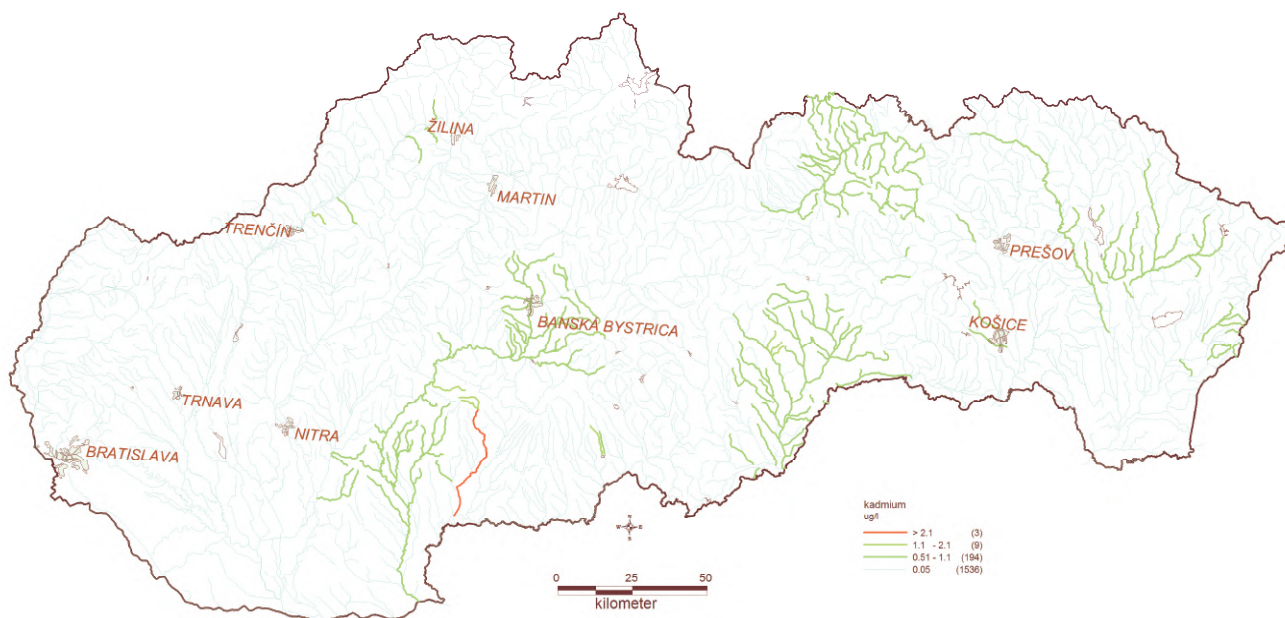 ŽILINA
MARTIN
TRENČÍN
PREŠOV
BANSKÁ BYSTRICA
KOŠICE
TRNAVA
NITRA
BRATISLAVA
kadmium
ug/l
> 2.1 (3)
1.1 - 2.1 (9)
0.51 - 1.1 (194)
0.05 (1536)
N
W E
S
0 25 50
kilometer